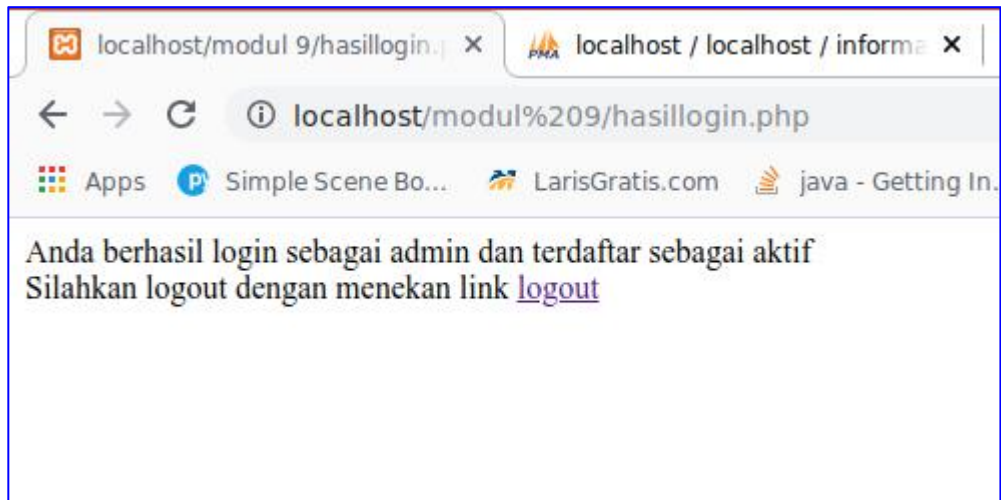 localhost/modul 9/hasillogin.
localhost / localhost / informa
localhost/modul%209/hasillogin.php
Apps Simple Scene Bo... LarisGratis.com java - Getting In.
Anda berhasil login sebagai admin dan terdaftar sebagai aktif
Silahkan logout dengan menekan link logout